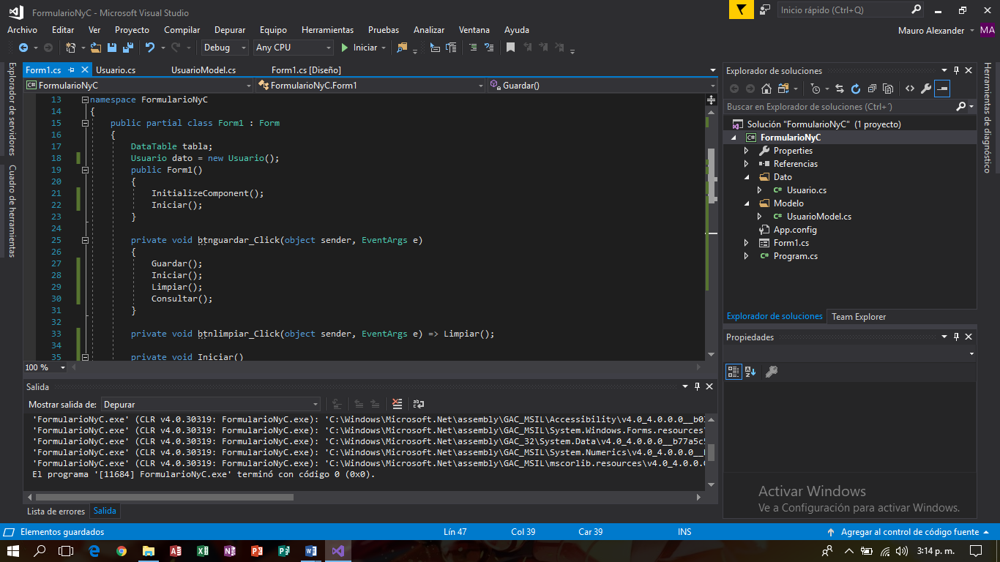 FormularioNyC - Microsoft Visual Studio
Inicio rápido (Ctrl+Q)
Archivo Editar Ver Proyecto Compilar Depurar Equipo Herramientas Pruebas Analizar Ventana Ayuda
Mauro Alexander MA
Debug Any CPU Iniciar
Explorador de servidores
Cuadro de herramientas
Form1.cs Usuario.cs UsuarioModel.cs Form1.cs [Diseño]
FormularioNyC FormularioNyC.Form1 Guardar()
13 namespace FormularioNyC
14 {
15 public partial class Form1 : Form
16 {
17 DataTable tabla;
18 Usuario dato = new Usuario();
19 public Form1()
20 {
21 InitializeComponent();
22 Iniciar();
23 }
24
25 private void btnguardar_Click(object sender, EventArgs e)
26 {
27 Guardar();
28 Iniciar();
29 Limpiar();
30 Consultar();
31 }
32
33 private void btnlimpiar_Click(object sender, EventArgs e) => Limpiar();
34
35 private void Iniciar()
100 %
Salida
Mostrar salida de: Depurar
'FormularioNyC.exe' (CLR v4.0.30319: FormularioNyC.exe): 'C:\Windows\Microsoft.Net\assembly\GAC_MSIL\Accessibility\v4.0_4.0.0.0__b03
'FormularioNyC.exe' (CLR v4.0.30319: FormularioNyC.exe): 'C:\Windows\Microsoft.Net\assembly\GAC_MSIL\System.Windows.Forms.resources
'FormularioNyC.exe' (CLR v4.0.30319: FormularioNyC.exe): 'C:\Windows\Microsoft.Net\assembly\GAC_32\System.Data\v4.0_4.0.0.0__b77a5c5
'FormularioNyC.exe' (CLR v4.0.30319: FormularioNyC.exe): 'C:\Windows\Microsoft.Net\assembly\GAC_MSIL\System.Numerics\v4.0_4.0.0.0__
'FormularioNyC.exe' (CLR v4.0.30319: FormularioNyC.exe): 'C:\Windows\Microsoft.Net\assembly\GAC_MSIL\mscorlib.resources\v4.0_4.0.0.0
El programa '[11684] FormularioNyC.exe' terminó con código 0 (0x0).
Lista de errores Salida
Explorador de soluciones
Buscar en Explorador de soluciones (Ctrl+´)
Solución "FormularioNyC" (1 proyecto)
FormularioNyC
Properties
Referencias
Dato
Usuario.cs
Modelo
UsuarioModel.cs
App.config
Form1.cs
Program.cs
Explorador de soluciones Team Explorer
Propiedades
Herramientas de diagnóstico
Activar Windows
Ve a Configuración para activar Windows.
Elementos guardados Lín 47 Col 39 Car 39 INS Agregar al control de código fuente
3:14 p. m.